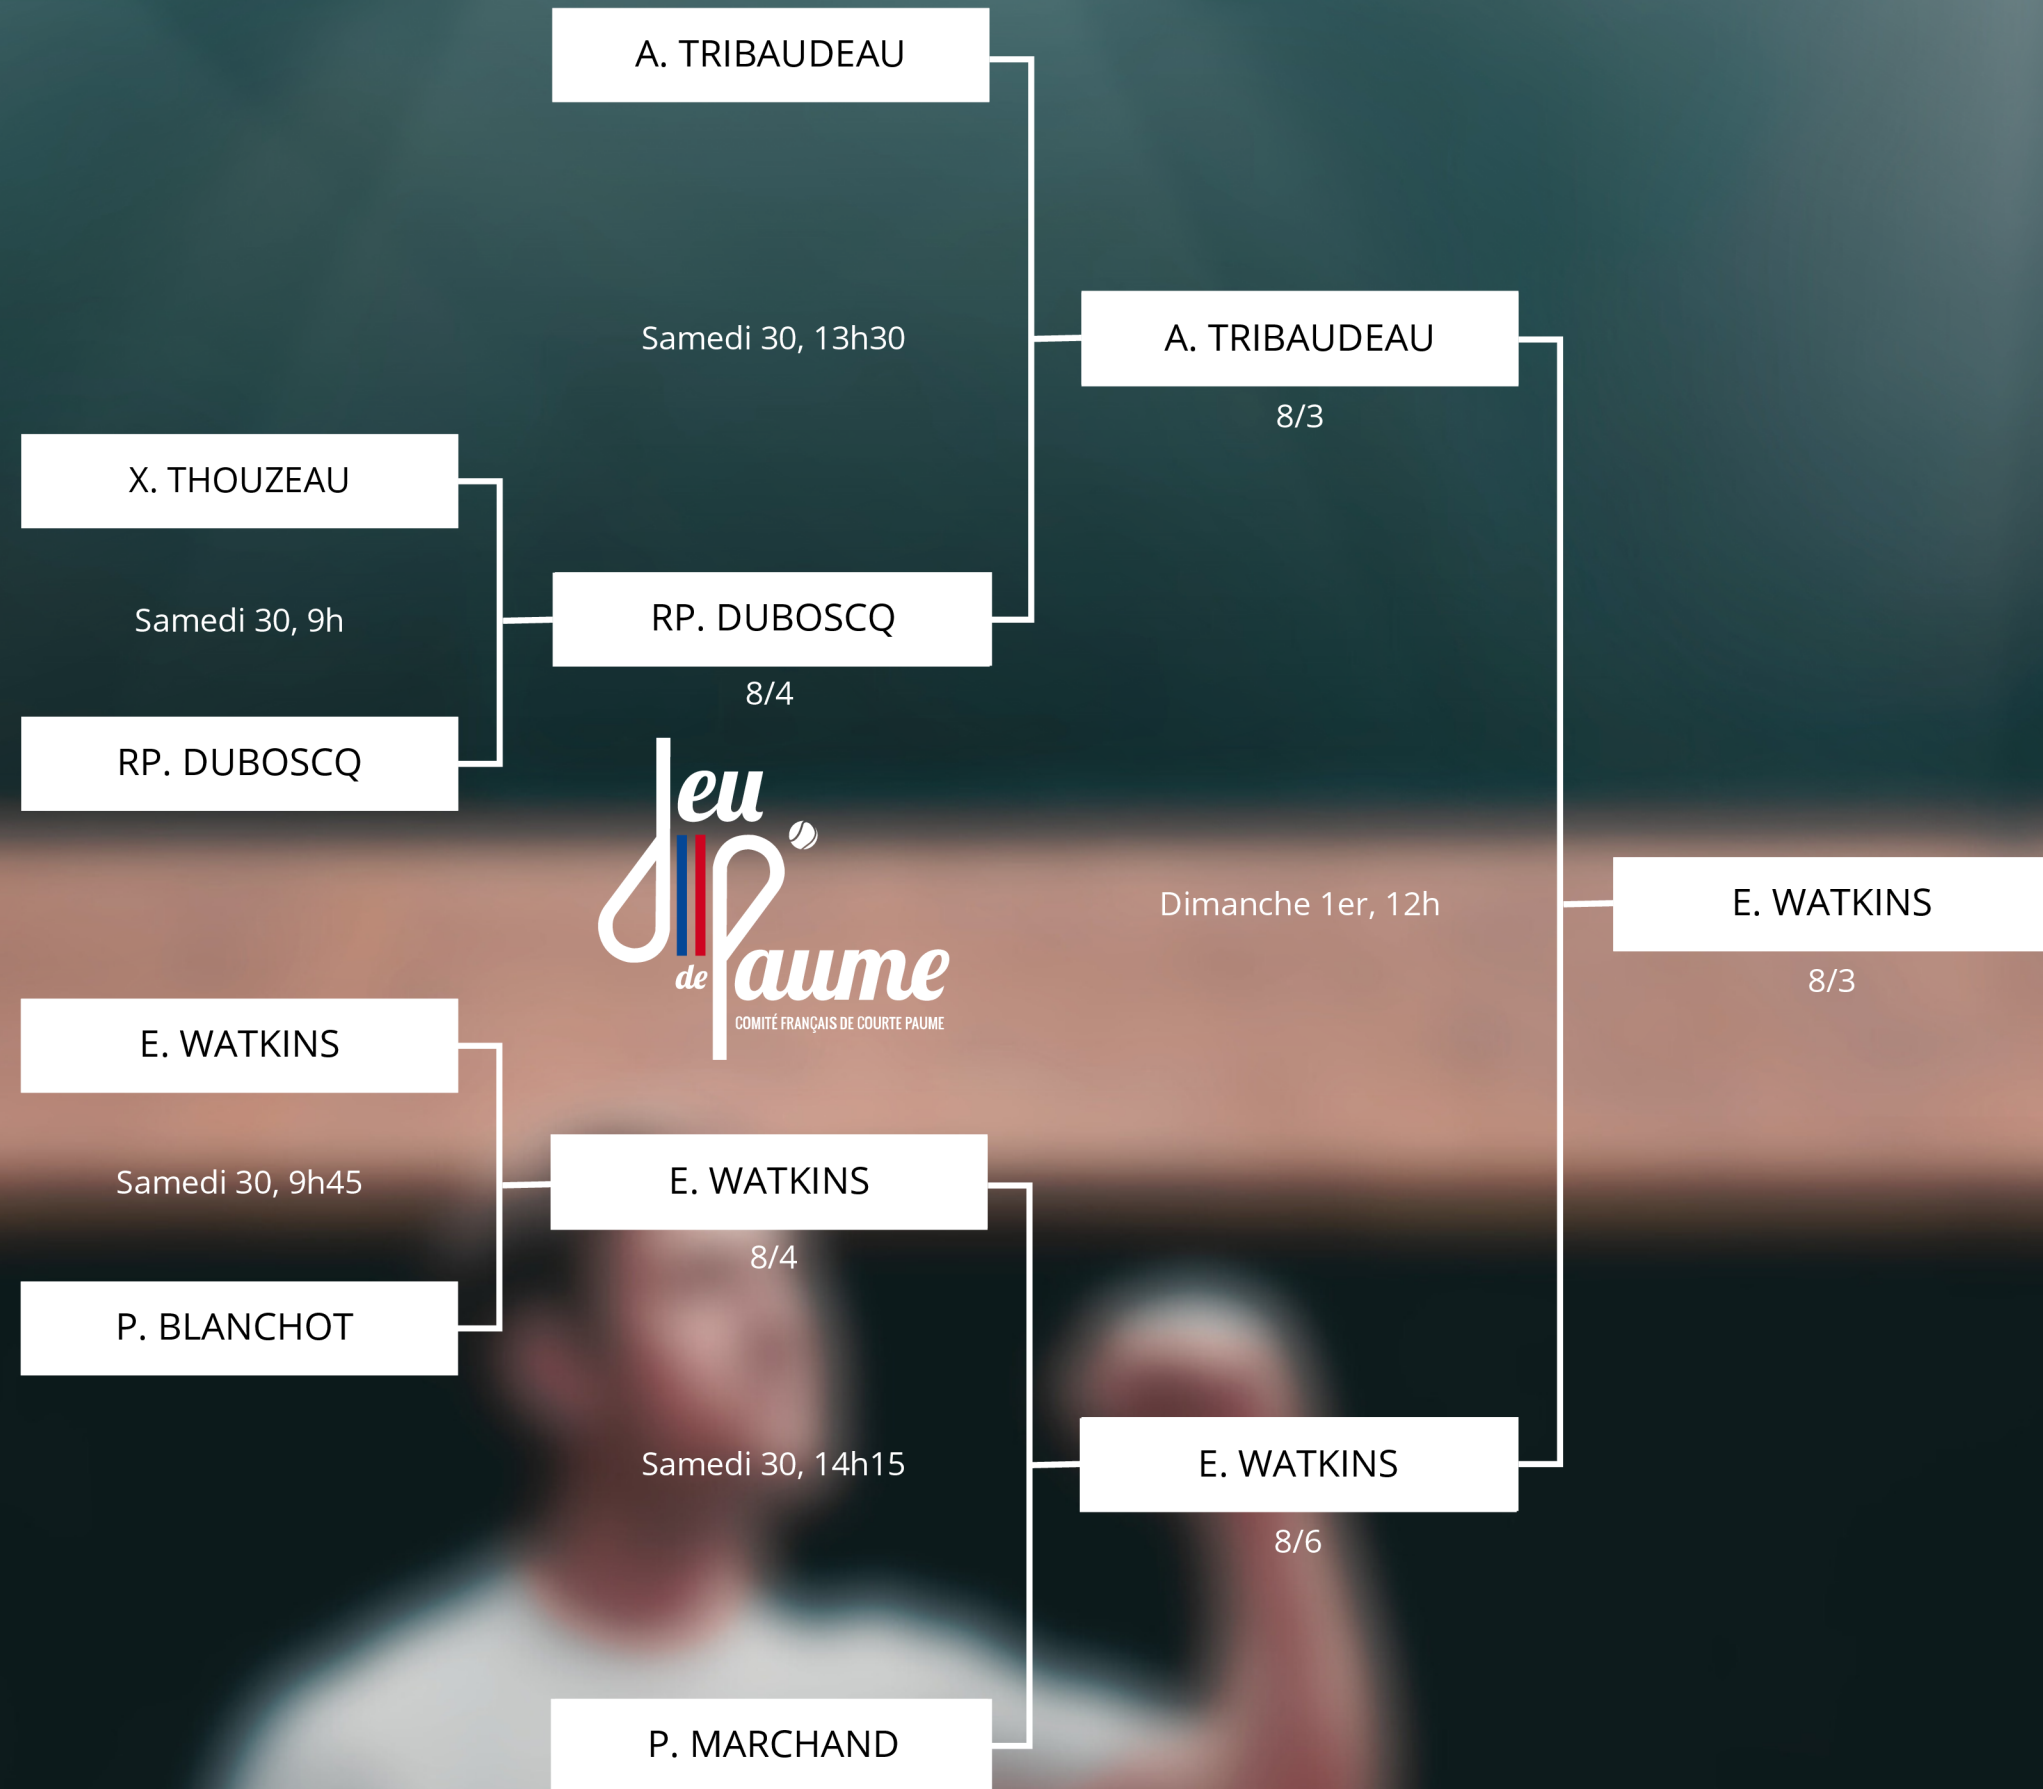 A. TRIBAUDEAU
Samedi 30, 13h30
A. TRIBAUDEAU
8/3
X. THOUZEAU
Samedi 30, 9h
RP. DUBOSCQ
8/4
RP. DUBOSCQ
Jeu
de Paume
COMITÉ FRANÇAIS DE COURTE PAUME
Dimanche 1er, 12h
E. WATKINS
8/3
E. WATKINS
Samedi 30, 9h45
E. WATKINS
8/4
P. BLANCHOT
Samedi 30, 14h15
E. WATKINS
8/6
P. MARCHAND